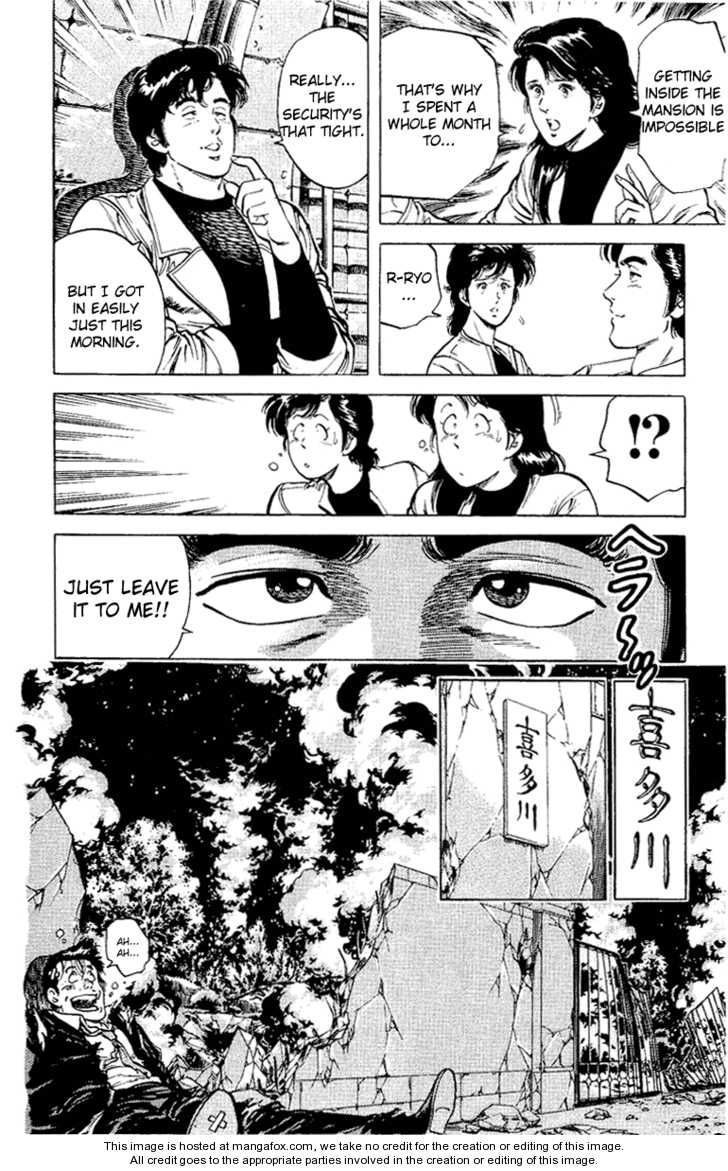 GETTING
INSIDE THE
MANSION IS
IMPOSSIBLE
THAT'S WHY
I SPENT A
WHOLE MONTH
TO...
REALLY...
THE
SECURITY'S
THAT TIGHT.
BUT I GOT
IN EASILY
JUST THIS
MORNING.
R-RYO
...
!?
JUST LEAVE
IT TO ME!!
ヘラ〜ッ
喜多川
喜多川
AH...
AH...
This image is hosted at mangafox.com, we take no credit for the creation or editing of this image.
All credit goes to the appropriate parties involved in the creation or editing of this image.